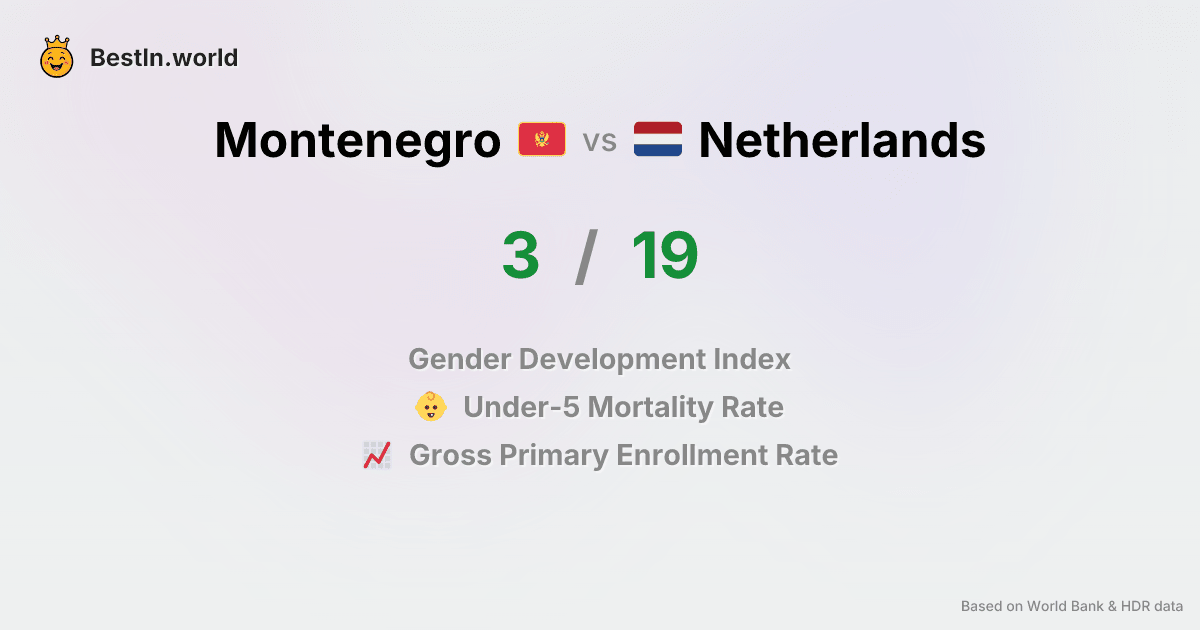 BestIn.world
Montenegro vs Netherlands
3 / 19
Gender Development Index
Under-5 Mortality Rate
Gross Primary Enrollment Rate
Based on World Bank & HDR data